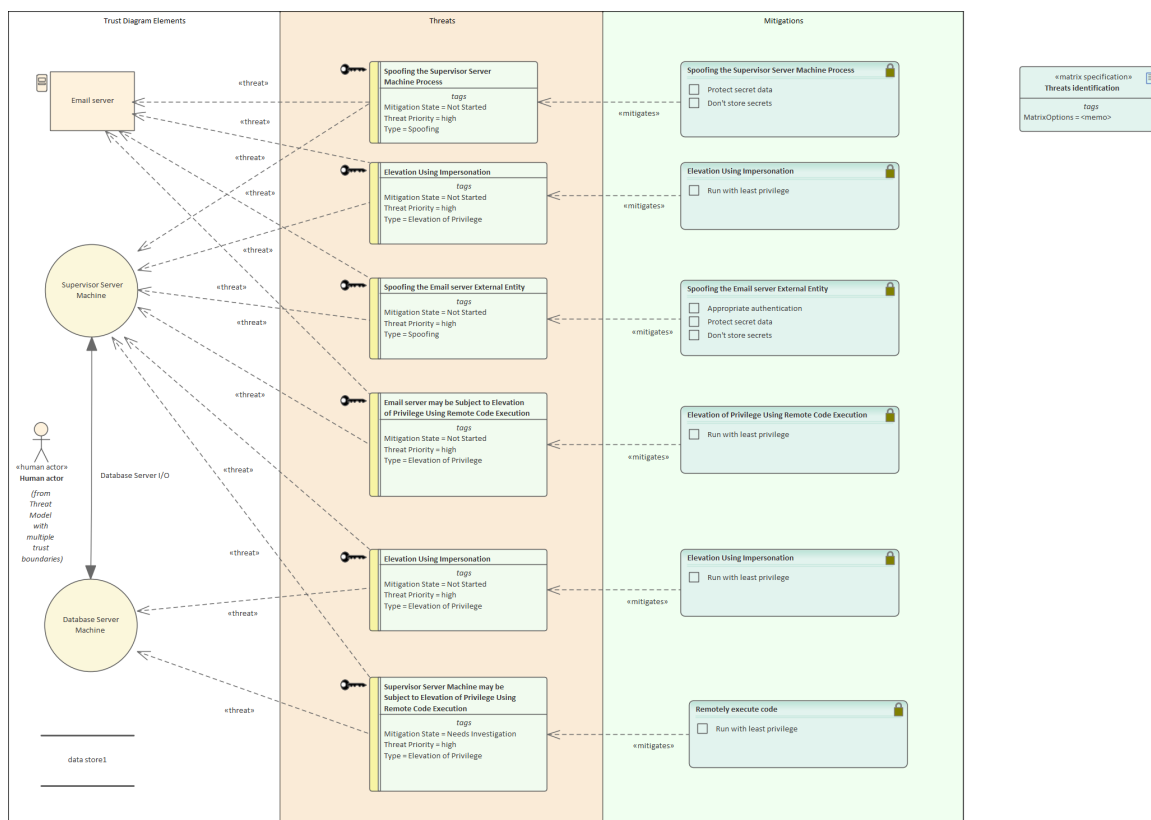 Trust Diagram Elements
Threats
Mitigations
Email server
«threat»
«threat»
«threat»
«threat»
«threat»
«threat»
«threat»
«threat»
«threat»
«threat»
«threat»
«threat»
Spoofing the Supervisor Server
Machine Process
tags
Mitigation State = Not Started
Threat Priority = high
Type = Spoofing
«mitigates»
Spoofing the Supervisor Server Machine Process
Protect secret data
Don't store secrets
«matrix specification»
Threats identification
tags
MatrixOptions = <memo>
Elevation Using Impersonation
tags
Mitigation State = Not Started
Threat Priority = high
Type = Elevation of Privilege
«mitigates»
Elevation Using Impersonation
Run with least privilege
Supervisor Server
Machine
Spoofing the Email server External Entity
tags
Mitigation State = Not Started
Threat Priority = high
Type = Spoofing
«mitigates»
Spoofing the Email server External Entity
Appropriate authentication
Protect secret data
Don't store secrets
Email server may be Subject to Elevation
of Privilege Using Remote Code Execution
tags
Mitigation State = Not Started
Threat Priority = high
Type = Elevation of Privilege
«mitigates»
Elevation of Privilege Using Remote Code Execution
Run with least privilege
«human actor»
Human actor
(from
Threat
Model
with
multiple
trust
boundaries)
Database Server I/O
Elevation Using Impersonation
tags
Mitigation State = Not Started
Threat Priority = high
Type = Elevation of Privilege
«mitigates»
Elevation Using Impersonation
Run with least privilege
Database Server
Machine
Supervisor Server Machine may be
Subject to Elevation of Privilege Using
Remote Code Execution
tags
Mitigation State = Needs Investigation
Threat Priority = high
Type = Elevation of Privilege
«mitigates»
Remotely execute code
Run with least privilege
data store1